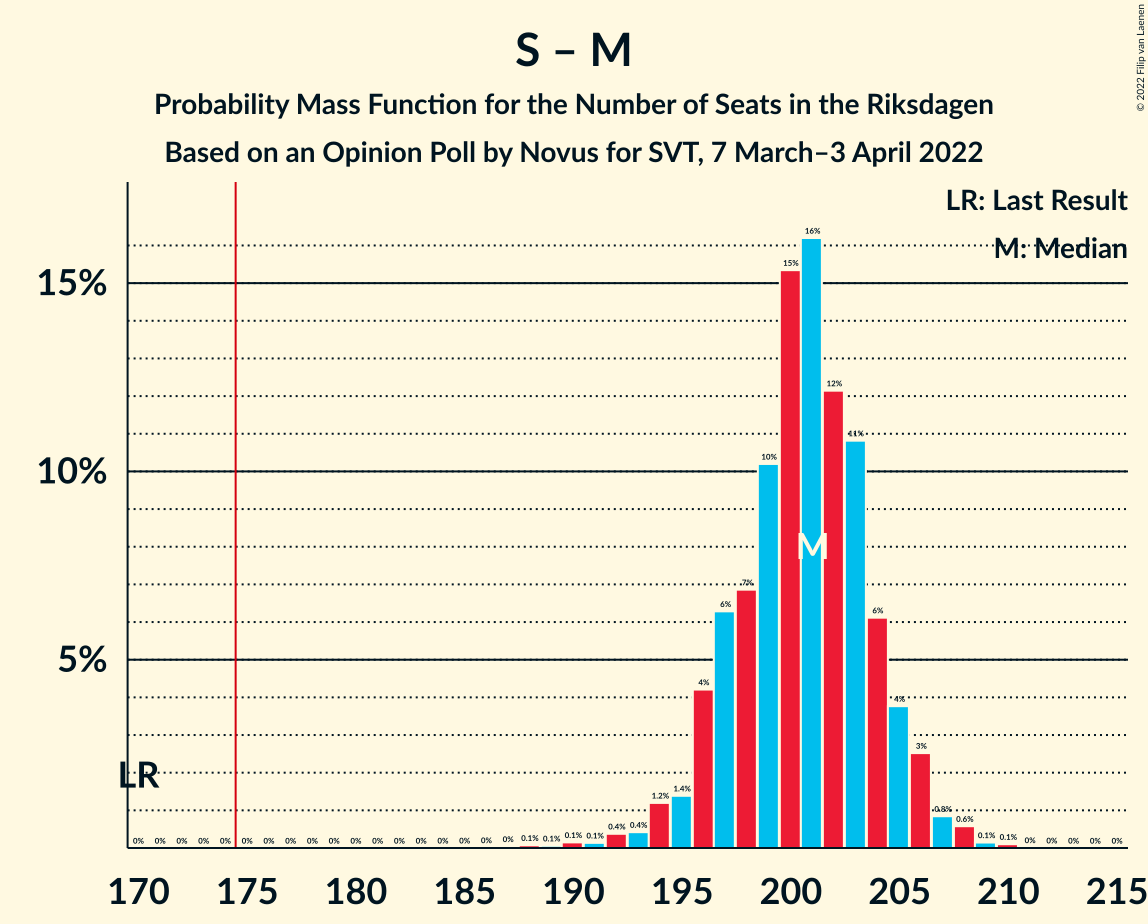 S – M
Probability Mass Function for the Number of Seats in the Riksdagen
Based on an Opinion Poll by Novus for SVT, 7 March–3 April 2022
© 2022 Filip van Laenen
LR: Last Result
M: Median
15%
10%
5%
LR
M
0% 0% 0% 0% 0% 0% 0% 0% 0% 0% 0% 0% 0% 0% 0% 0% 0% 0% 0.1% 0.1% 0.1% 0.1% 0.4% 0.4% 1.2% 1.4% 4% 6% 7% 10% 15% 16% 12% 11% 6% 4% 3% 0.8% 0.6% 0.1% 0.1% 0% 0% 0% 0% 0%
170 175 180 185 190 195 200 205 210 215